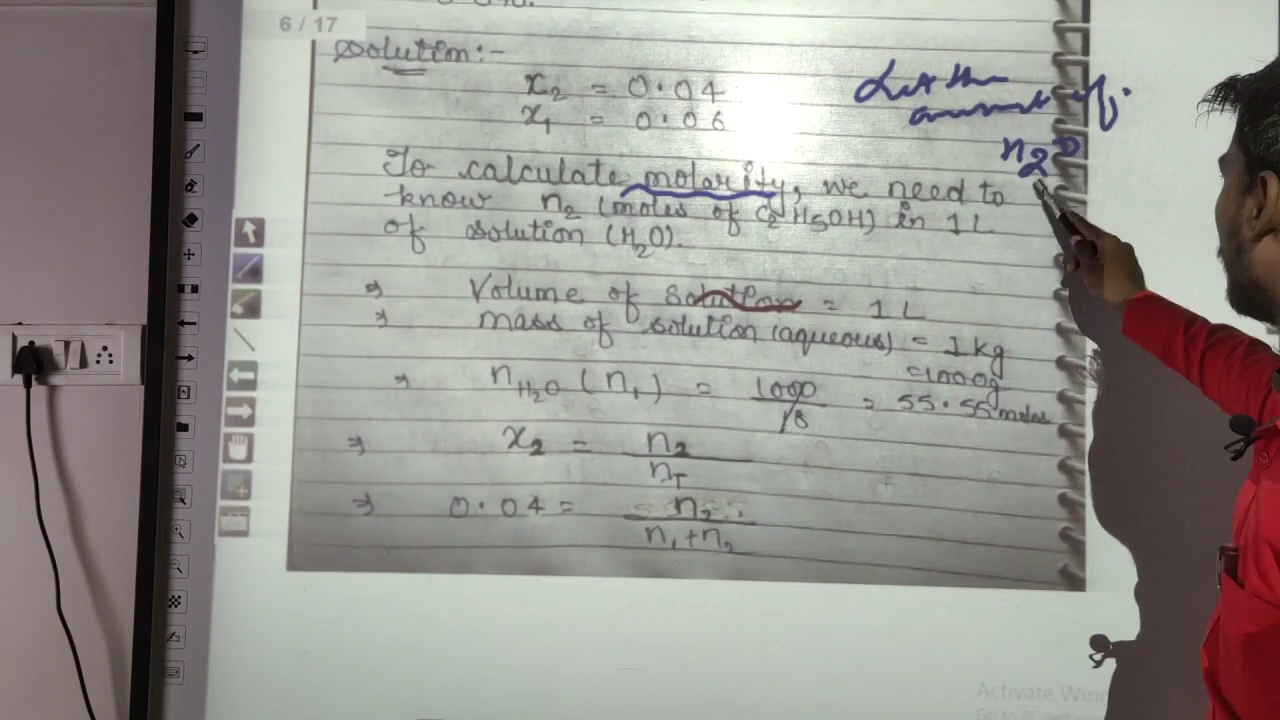 6 / 17
Solution:-
x₂ = 0.04
x₁ = 0.06
Let the
amount of
n₂
To calculate molarity, we need to
know n₂ (moles of C₂H5OH) in 1L
of solution (H₂O).
⇒ Volume of solution = 1 L
⇒ mass of solution (aqueous) = 1 kg
= 1000g
⇒ nH₂O (n₁) = 1000/18 = 55.55 moles
⇒ x₂ = n₂/nT
⇒ 0.04 = n₂/n₁+n₂